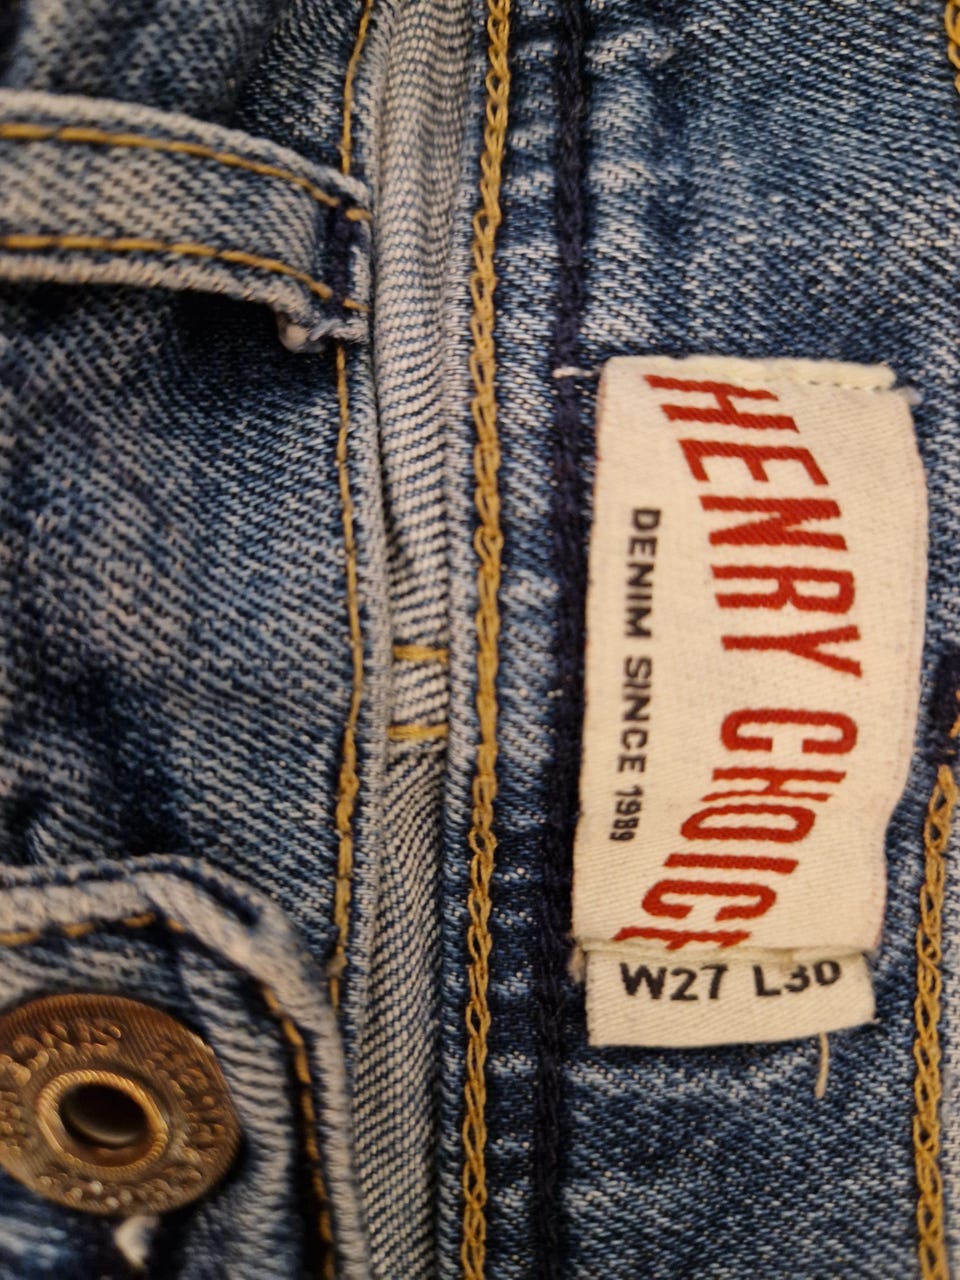 HENRY CHOICE
DENIM SINCE 1989
W27 L30